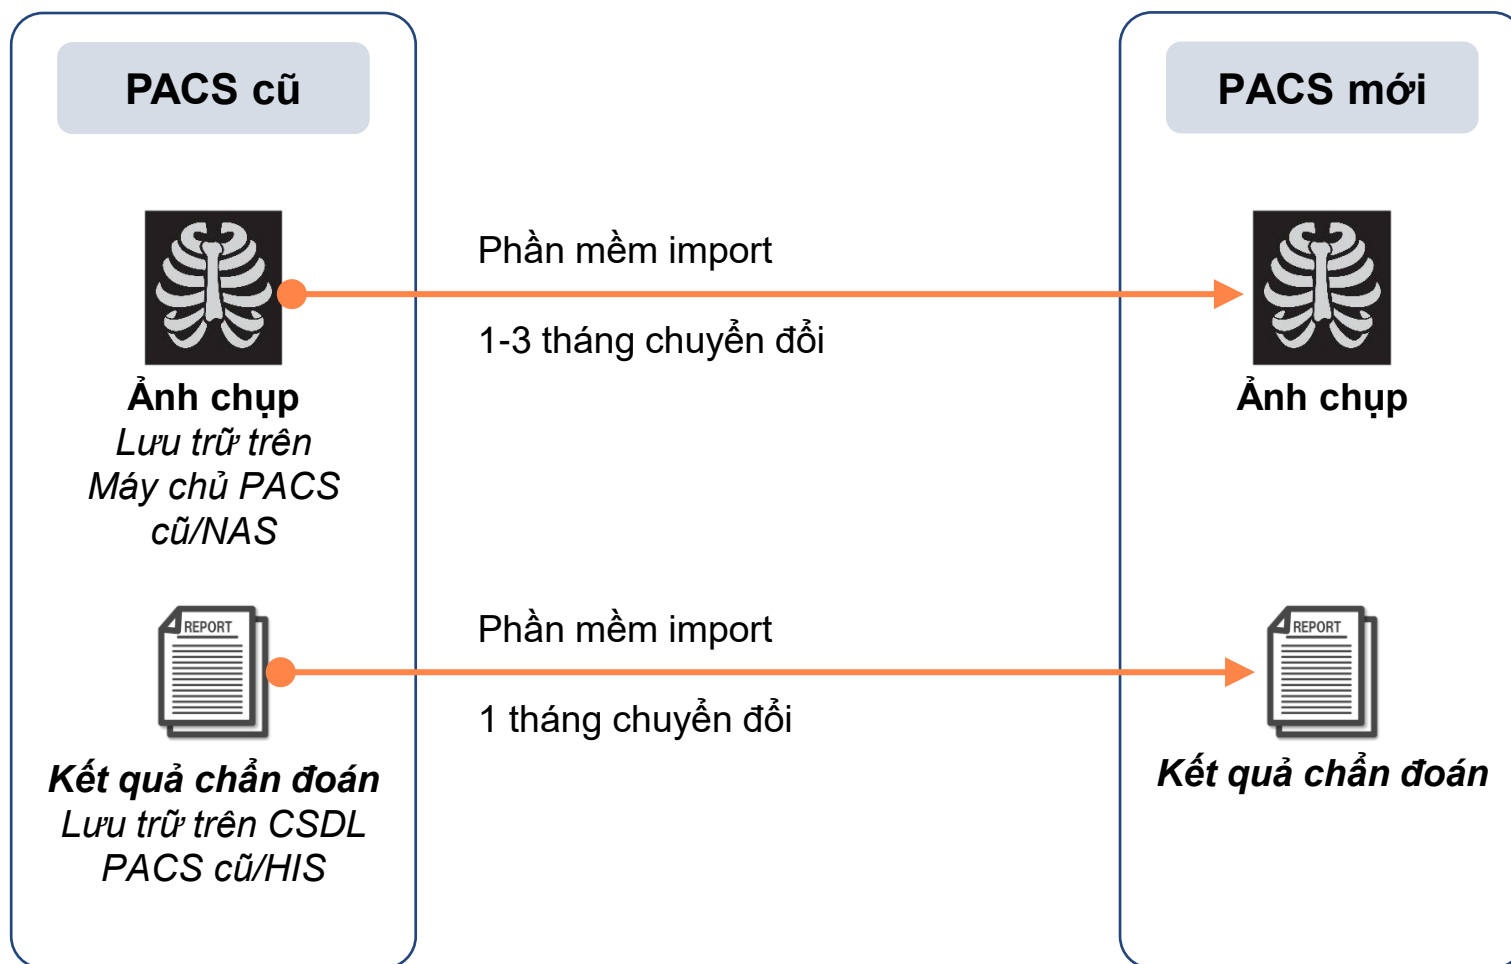 PACS cũ
PACS mới
Phần mềm import
1-3 tháng chuyển đổi
Ảnh chụp
Lưu trữ trên
Máy chủ PACS
cũ/NAS
Ảnh chụp
REPORT
Phần mềm import
1 tháng chuyển đổi
REPORT
Kết quả chẩn đoán
Lưu trữ trên CSDL
PACS cũ/HIS
Kết quả chẩn đoán